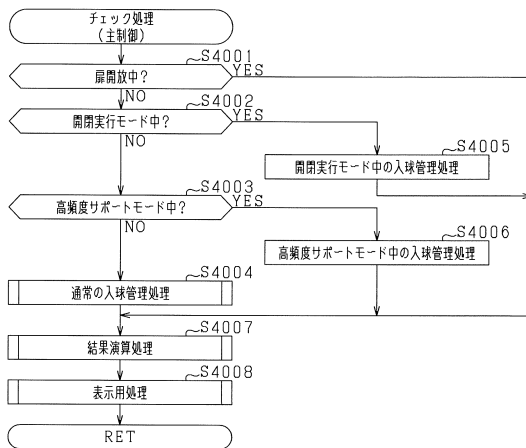 チェック処理
(主制御)
S4001
扉開放中?
YES
NO
S4002
開閉実行モード中?
YES
NO
S4005
開閉実行モード中の入球管理処理
S4003
高頻度サポートモード中?
YES
NO
S4006
高頻度サポートモード中の入球管理処理
S4004
通常の入球管理処理
S4007
結果演算処理
S4008
表示用処理
RET